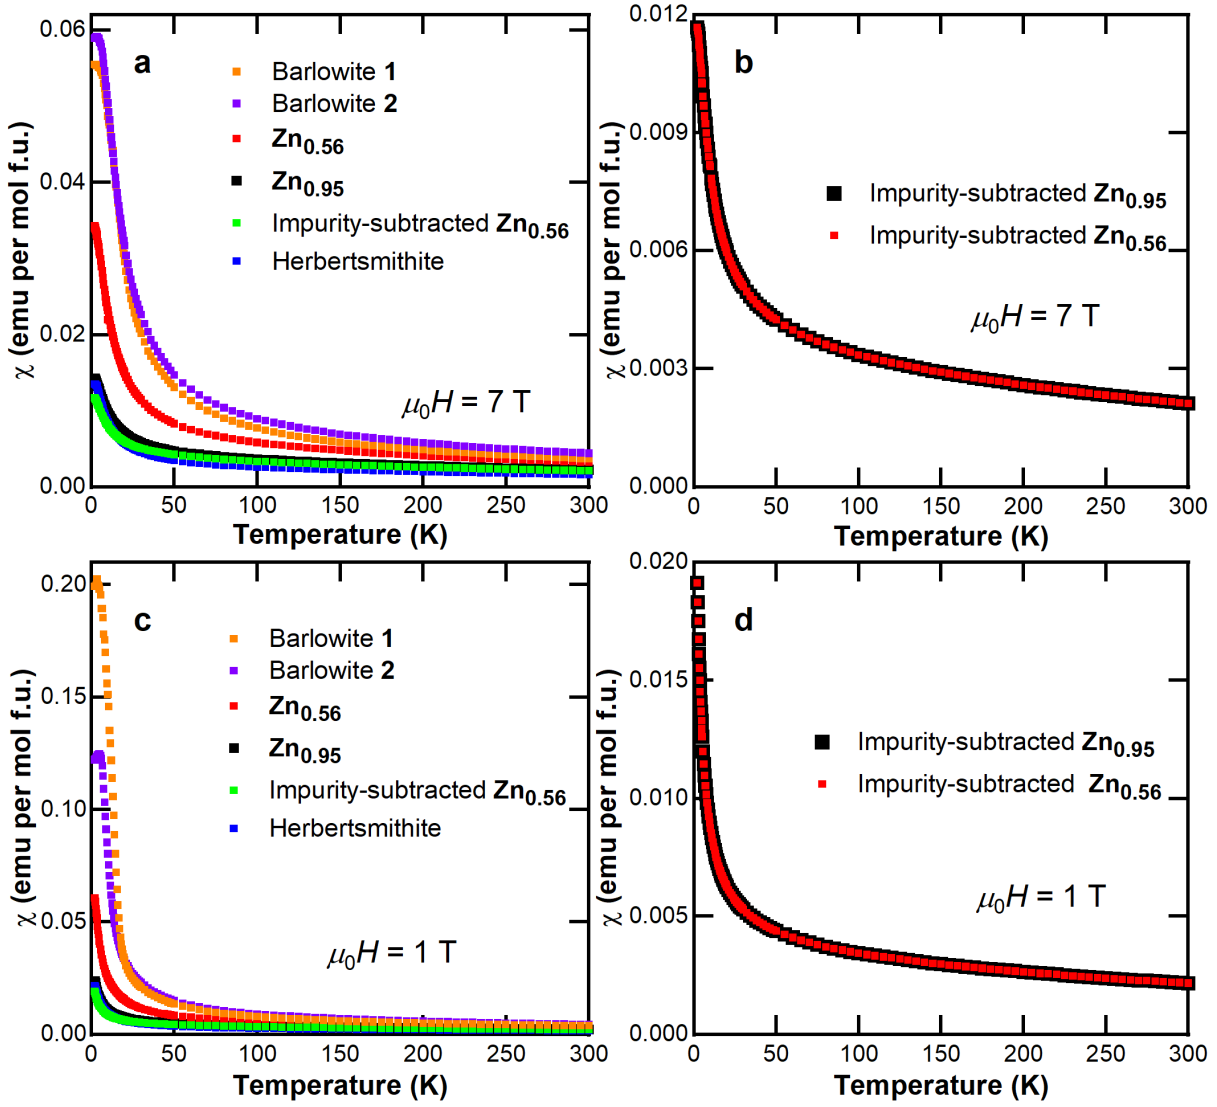 a
χ (emu per mol f.u.)
0.06
0.04
0.02
0.00
Barlowite 1
Barlowite 2
Zn0.56
Zn0.95
Impurity-subtracted Zn0.56
Herbertsmithite
μ0H = 7 T
0 50 100 150 200 250 300
Temperature (K)
b
χ (emu per mol f.u.)
0.012
0.009
0.006
0.003
0.000
Impurity-subtracted Zn0.95
Impurity-subtracted Zn0.56
μ0H = 7 T
0 50 100 150 200 250 300
Temperature (K)
c
χ (emu per mol f.u.)
0.20
0.15
0.10
0.05
0.00
Barlowite 1
Barlowite 2
Zn0.56
Zn0.95
Impurity-subtracted Zn0.56
Herbertsmithite
μ0H = 1 T
0 50 100 150 200 250 300
Temperature (K)
d
χ (emu per mol f.u.)
0.020
0.015
0.010
0.005
0.000
Impurity-subtracted Zn0.95
Impurity-subtracted Zn0.56
μ0H = 1 T
0 50 100 150 200 250 300
Temperature (K)